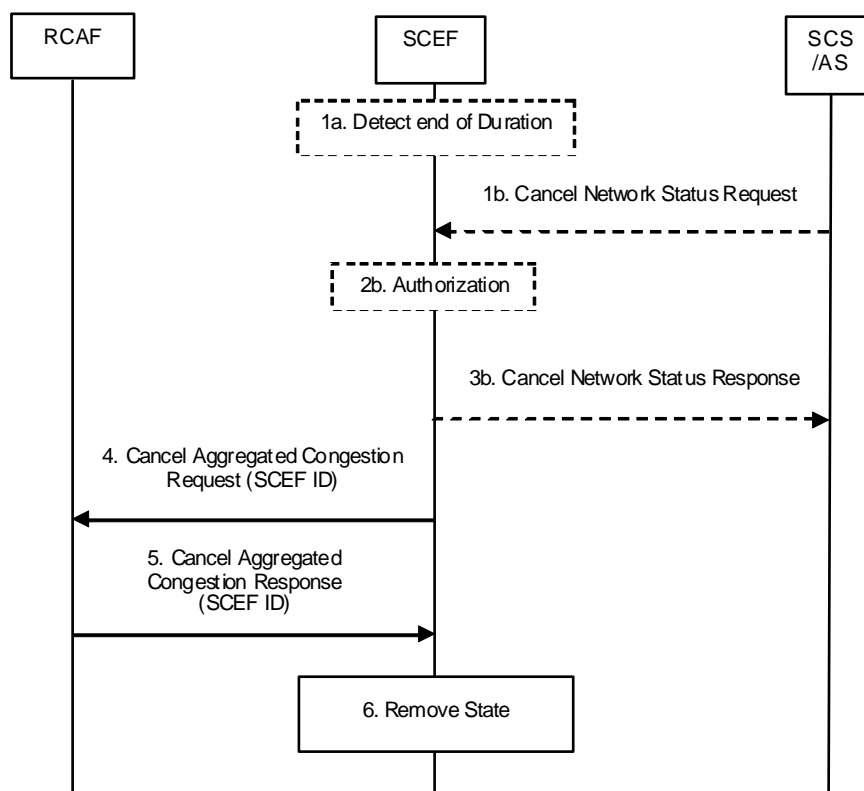 RCAF
SCEF
SCS
/AS
1a. Detect end of Duration
1b. Cancel Network Status Request
2b. Authorization
3b. Cancel Network Status Response
4. Cancel Aggregated Congestion
Request (SCEF ID)
5. Cancel Aggregated
Congestion Response
(SCEF ID)
6. Remove State